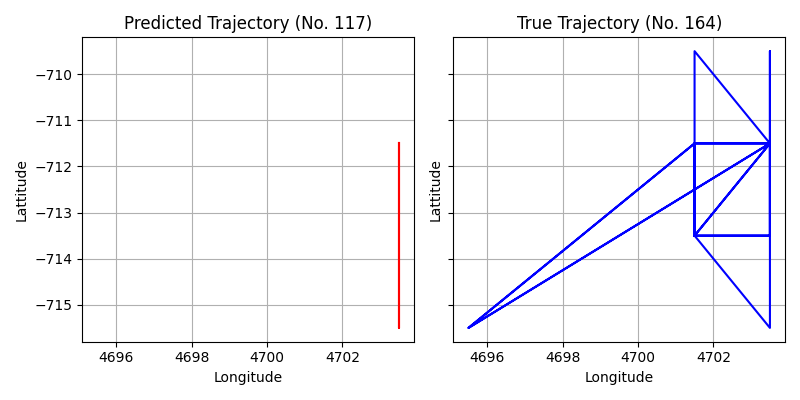 Predicted Trajectory (No. 117)
True Trajectory (No. 164)
Lattitude
−710
−711
−712
−713
−714
−715
4696
4698
4700
4702
Longitude
Lattitude
4696
4698
4700
4702
Longitude